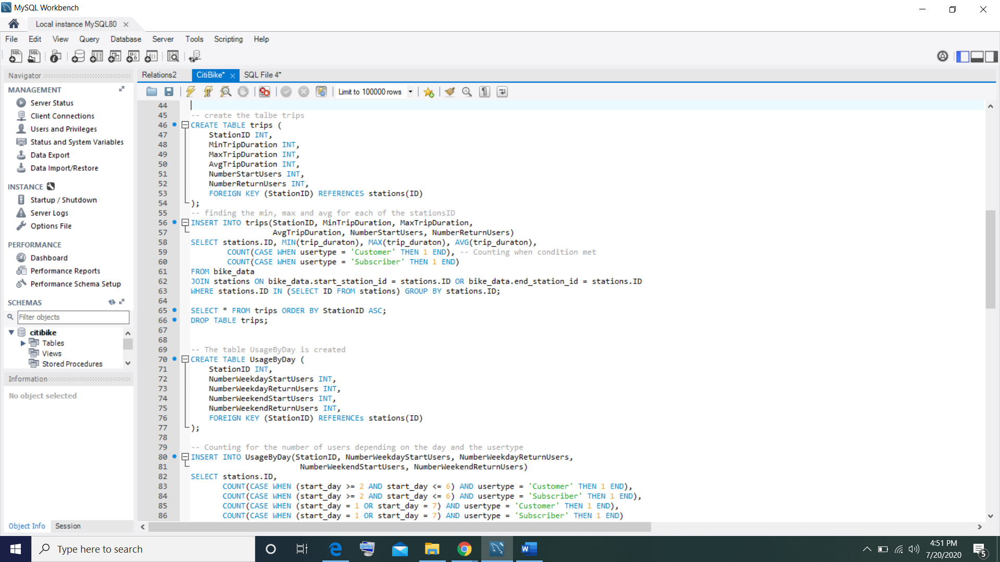 MySQL Workbench
Local instance MySQL80
File Edit View Query Database Server Tools Scripting Help
Navigator
MANAGEMENT
Server Status
Client Connections
Users and Privileges
Status and System Variables
Data Export
Data Import/Restore
INSTANCE
Startup / Shutdown
Server Logs
Options File
PERFORMANCE
Dashboard
Performance Reports
Performance Schema Setup
SCHEMAS
Filter objects
citibike
Tables
Views
Stored Procedures
Information
No object selected
Object Info Session
Relations2 CitiBike* SQL File 4*
Limit to 100000 rows
44
45 -- create the talbe trips
46 CREATE TABLE trips (
47 StationID INT,
48 MinTripDuration INT,
49 MaxTripDuration INT,
50 AvgTripDuration INT,
51 NumberStartUsers INT,
52 NumberReturnUsers INT,
53 FOREIGN KEY (StationID) REFERENCES stations(ID)
54 );
55 -- finding the min, max and avg for each of the stationsID
56 INSERT INTO trips(StationID, MinTripDuration, MaxTripDuration,
57 AvgTripDuration, NumberStartUsers, NumberReturnUsers)
58 SELECT stations.ID, MIN(trip_duraton), MAX(trip_duraton), AVG(trip_duraton),
59 COUNT(CASE WHEN usertype = 'Customer' THEN 1 END), -- Counting when condition met
60 COUNT(CASE WHEN usertype = 'Subscriber' THEN 1 END)
61 FROM bike_data
62 JOIN stations ON bike_data.start_station_id = stations.ID OR bike_data.end_station_id = stations.ID
63 WHERE stations.ID IN (SELECT ID FROM stations) GROUP BY stations.ID;
64
65 SELECT * FROM trips ORDER BY StationID ASC;
66 DROP TABLE trips;
67
68
69 -- The table UsageByDay is created
70 CREATE TABLE UsageByDay (
71 StationID INT,
72 NumberWeekdayStartUsers INT,
73 NumberWeekdayReturnUsers INT,
74 NumberWeekendStartUsers INT,
75 NumberWeekendReturnUsers INT,
76 FOREIGN KEY (StationID) REFERENCEs stations(ID)
77 );
78
79 -- Counting for the number of users depending on the day and the usertype
80 INSERT INTO UsageByDay(StationID, NumberWeekdayStartUsers, NumberWeekdayReturnUsers,
81 NumberWeekendStartUsers, NumberWeekendReturnUsers)
82 SELECT stations.ID,
83 COUNT(CASE WHEN (start_day >= 2 AND start_day <= 6) AND usertype = 'Customer' THEN 1 END),
84 COUNT(CASE WHEN (start_day >= 2 AND start_day <= 6) AND usertype = 'Subscriber' THEN 1 END),
85 COUNT(CASE WHEN (start_day = 1 OR start_day = 7) AND usertype = 'Customer' THEN 1 END),
86 COUNT(CASE WHEN (start_day = 1 OR start_day = 7) AND usertype = 'Subscriber' THEN 1 END)
Type here to search
4:51 PM
7/20/2020
5